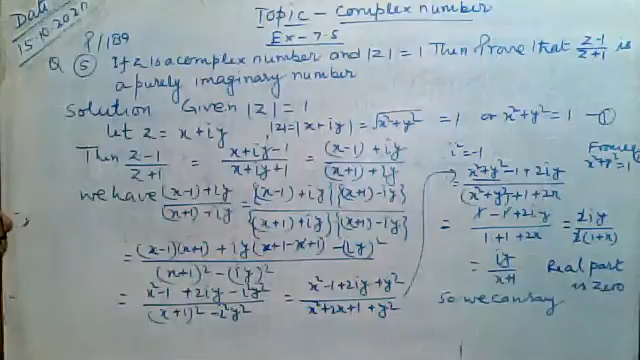 Date
15.10.2020
Topic - Complex number
Ex - 7.5
P/189
Q ⑤ If z is a complex number and |z| = 1 Then Prove that (z-1)/(z+1) is
a purely imaginary number
Solution Given |z| = 1
let z = x+iy |z| = |x+iy| = √(x²+y²) = 1 or x²+y² = 1 — ①
Then (z-1)/(z+1) = (x+iy-1)/(x+iy+1) = ((x-1)+iy)/((x+1)+iy)
we have ((x-1)+iy)/((x+1)+iy) = {(x-1)+iy}{(x+1)-iy}/{(x+1)+iy}{(x+1)-iy}
= ((x-1)(x+1)+iy(x+1-x+1)-(iy)²)/((x+1)²-(iy)²)
= (x²-1+2iy-i²y²)/((x+1)²-i²y²) = (x²-1+2iy+y²)/(x²+2x+1+y²)
i²=-1
From eq
x²+y²=1
= (x²+y²-1+2iy)/((x²+y²)+1+2x)
= (1-1+2iy)/(1+1+2x) = 2iy/2(1+x)
= iy/(x+1) Real part
is zero
So we can say